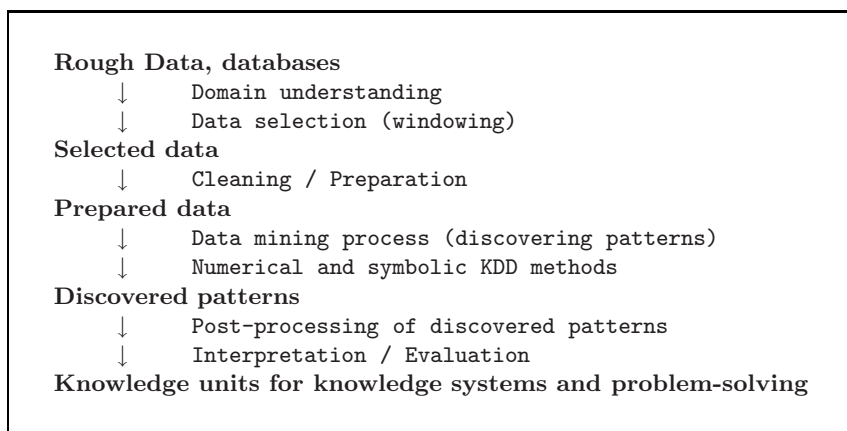 Rough Data, databases
↓ Domain understanding
↓ Data selection (windowing)
Selected data
↓ Cleaning / Preparation
Prepared data
↓ Data mining process (discovering patterns)
↓ Numerical and symbolic KDD methods
Discovered patterns
↓ Post-processing of discovered patterns
↓ Interpretation / Evaluation
Knowledge units for knowledge systems and problem-solving